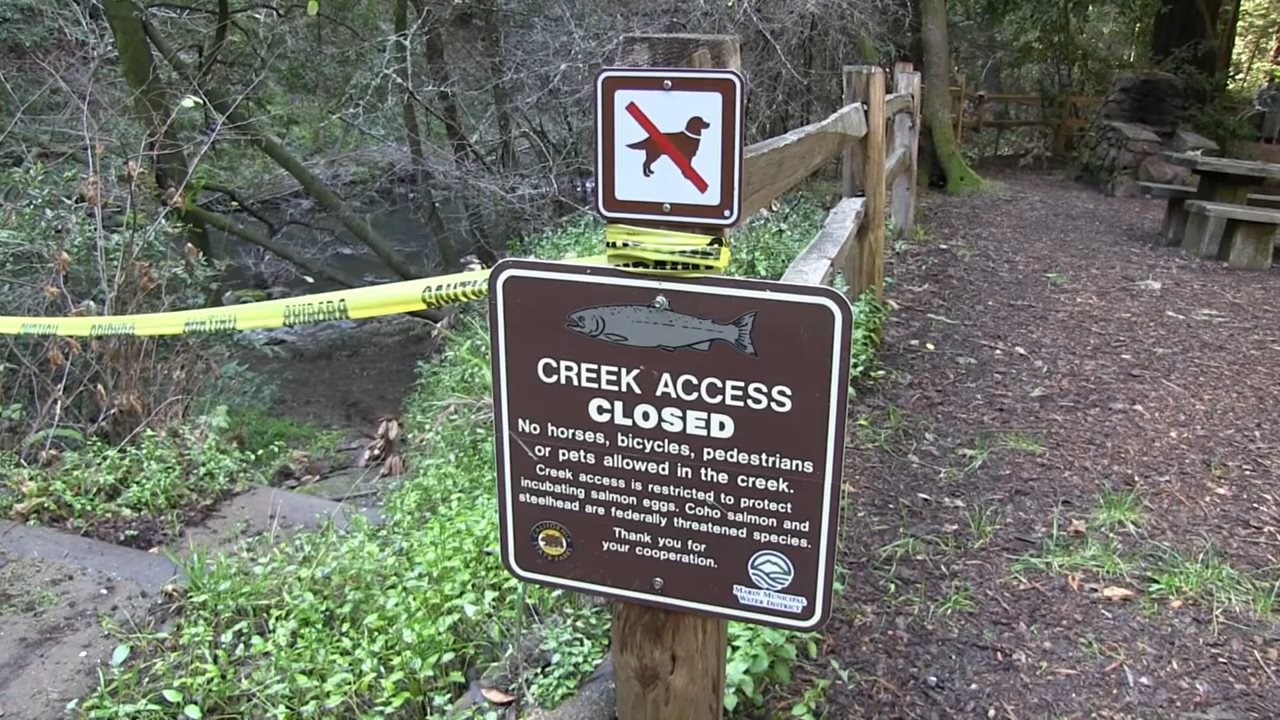 CAUTION
CREEK ACCESS
CLOSED
No horses, bicycles, pedestrians
or pets allowed in the creek.
Creek access is restricted to protect
incubating salmon eggs. Coho salmon and
steelhead are federally threatened species.
Thank you for
your cooperation.
MARIN MUNICIPAL
WATER DISTRICT